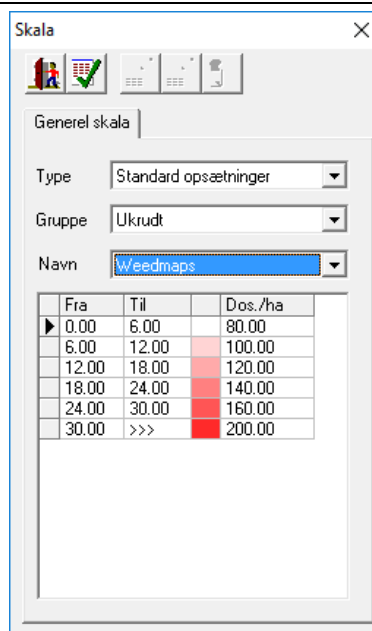 Skala
Generel skala
Type Standard opsætninger
Gruppe Ukrudt
Navn Weedmaps
Fra Til Dos./ha
0.00 6.00 80.00
6.00 12.00 100.00
12.00 18.00 120.00
18.00 24.00 140.00
24.00 30.00 160.00
30.00 >>> 200.00